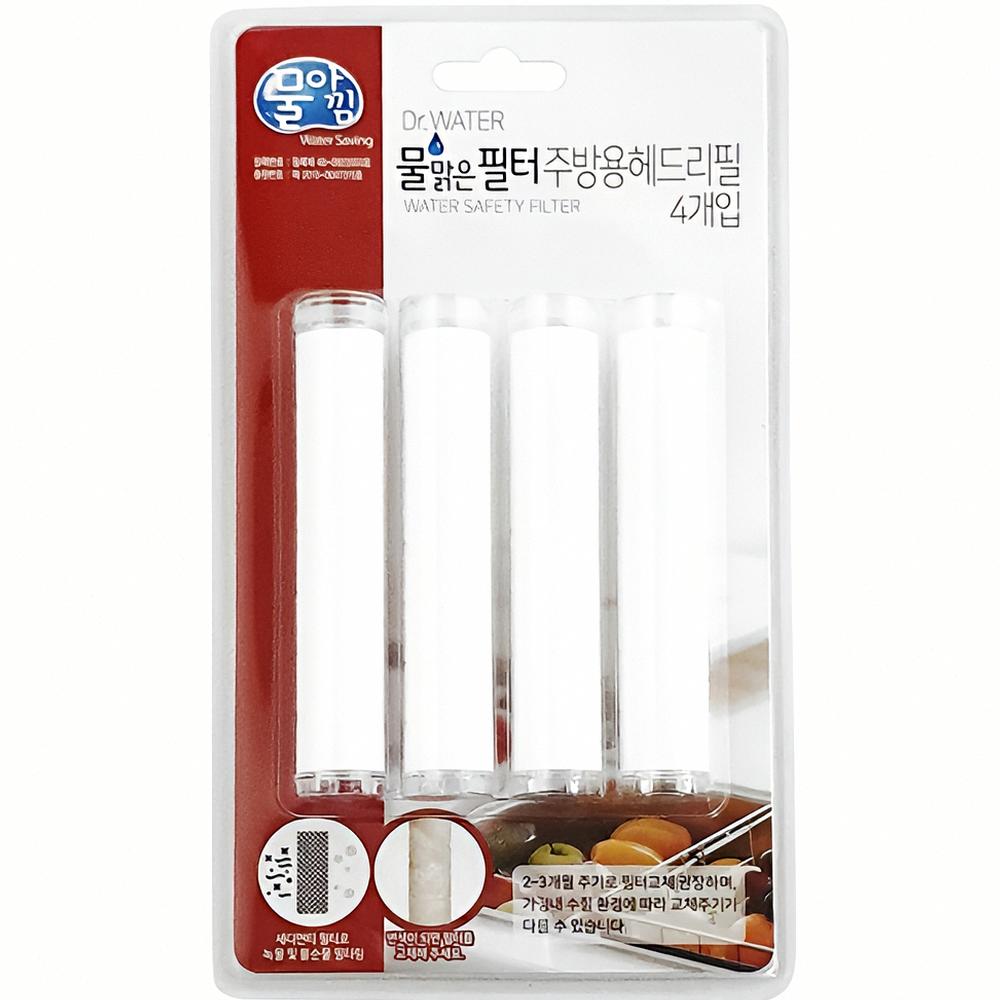 물아낌
Water Saving
Dr.WATER
물맑은 필터 주방용헤드리필
WATER SAFETY FILTER
4개입
2-3개월 주기로 필터교체 권장하며,
가정내 수질 환경에 따라 교체주기가
다를 수 있습니다.